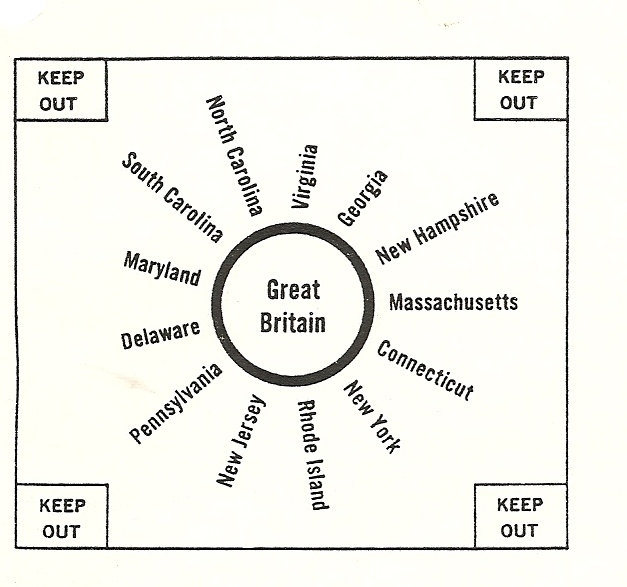 KEEP
OUT
KEEP
OUT
North Carolina
Virginia
Georgia
South Carolina
New Hampshire
Maryland
Great
Britain
Massachusetts
Delaware
Connecticut
Pennsylvania
New York
New Jersey
Rhode Island
KEEP
OUT
KEEP
OUT